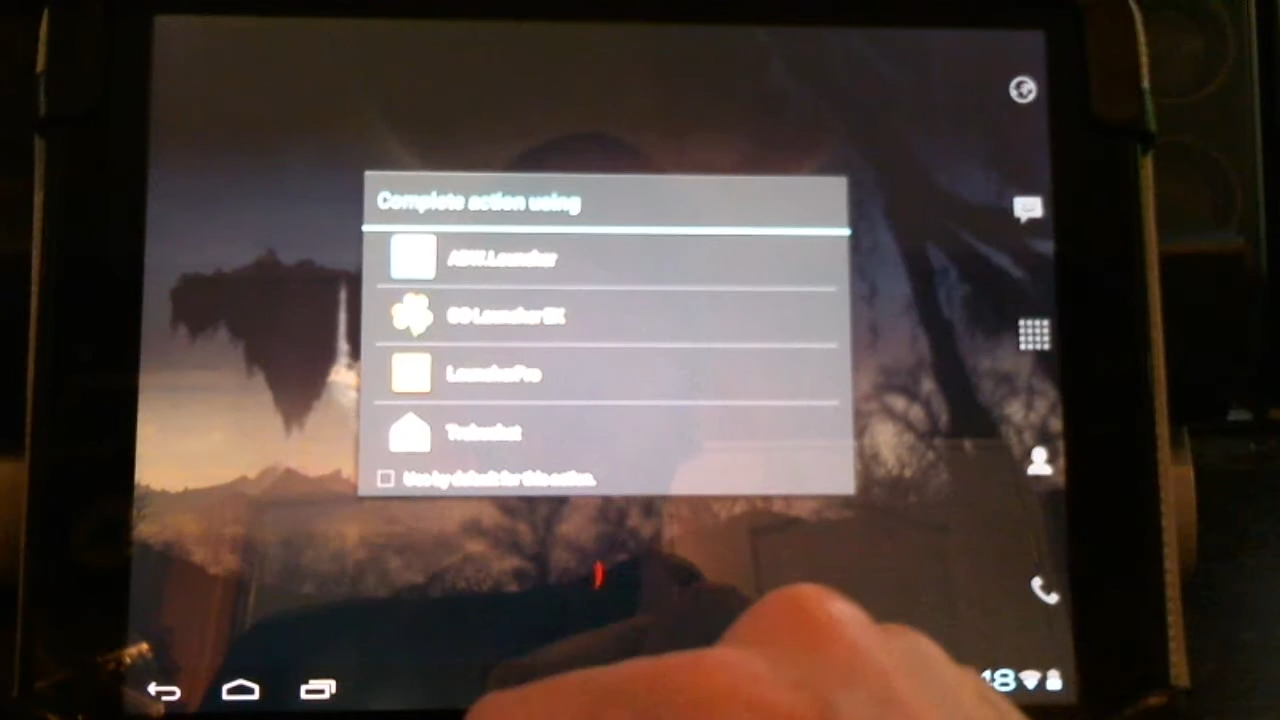 Complete action using
ADW.Launcher
GO Launcher EX
LauncherPro
Trebuchet
Use by default for this action.